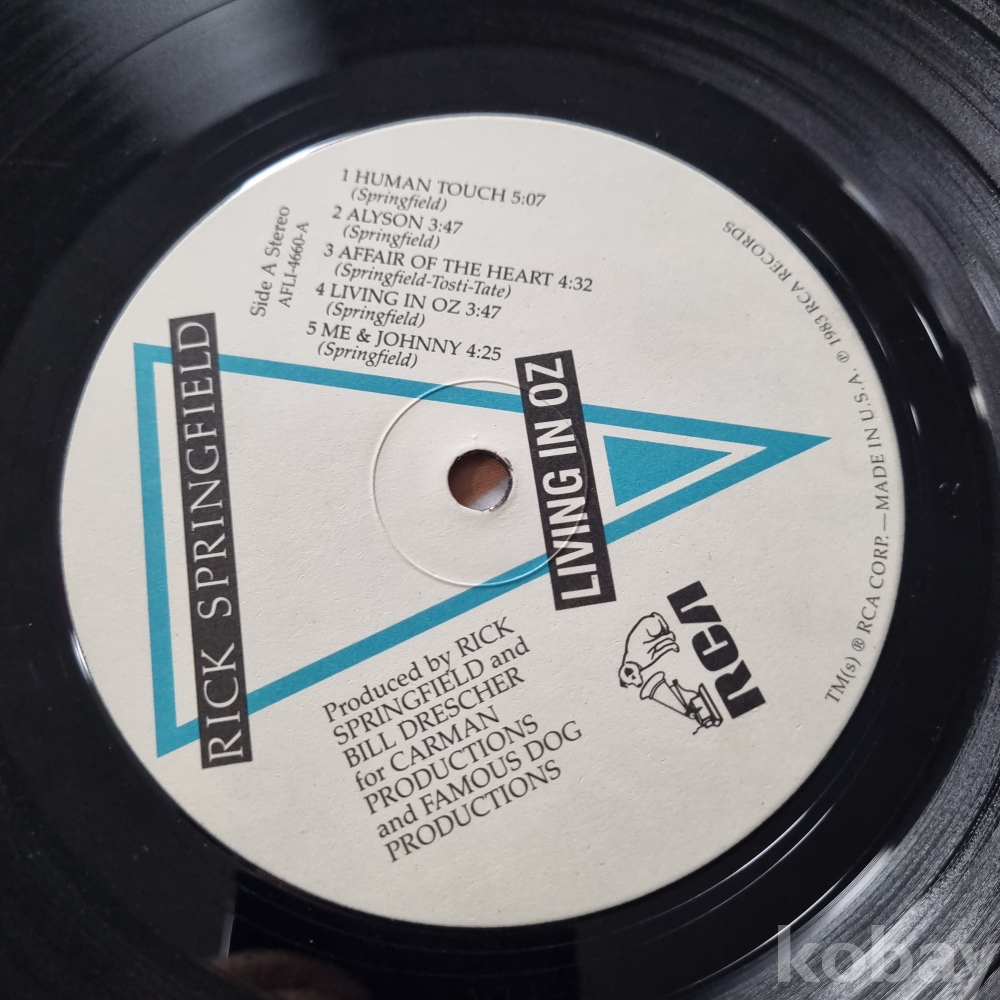 1 HUMAN TOUCH 5:07
(Springfield)
2 ALYSON 3:47
(Springfield)
3 AFFAIR OF THE HEART 4:32
(Springfield-Tosti-Tate)
4 LIVING IN OZ 3:47
(Springfield)
5 ME & JOHNNY 4:25
(Springfield)
Side A Stereo
AFL1-4660-A
RICK SPRINGFIELD
LIVING IN OZ
Produced by RICK
SPRINGFIELD and
BILL DRESCHER
for CARMAN
PRODUCTIONS
and FAMOUS DOG
PRODUCTIONS
RCA
TM(s) ® RCA CORP.—MADE IN U.S.A. ℗ 1983 RCA RECORDS
kobay